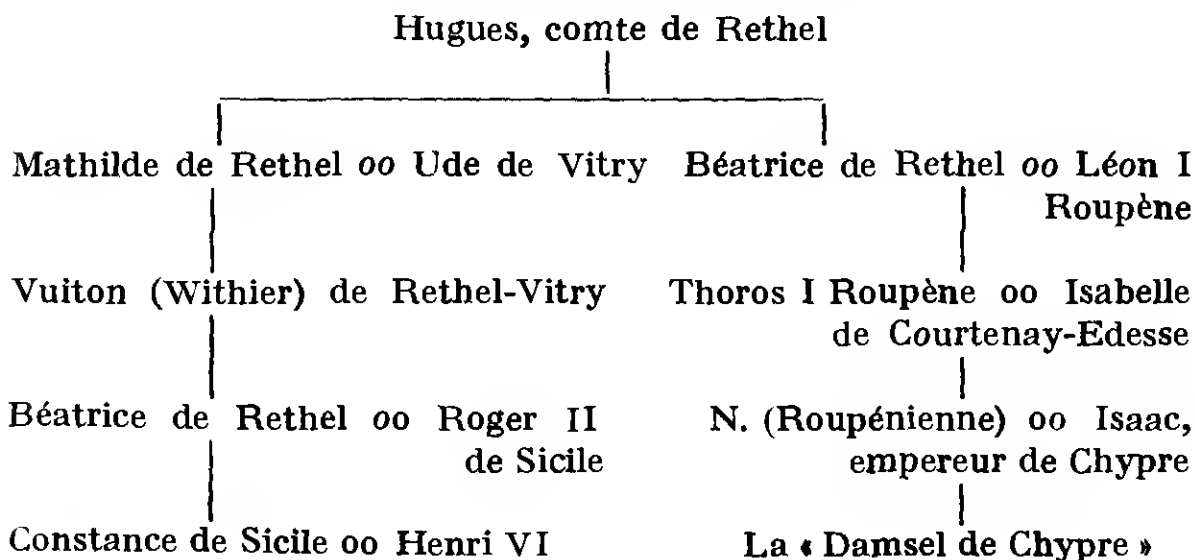 Hugues, comte de Rethel
Mathilde de Rethel oo Ude de Vitry Béatrice de Rethel oo Léon I
Roupène
Vuiton (Withier) de Rethel-Vitry Thoros I Roupène oo Isabelle
de Courtenay-Edesse
Béatrice de Rethel oo Roger II N. (Roupénienne) oo Isaac,
de Sicile empereur de Chypre
Constance de Sicile oo Henri VI La « Damsel de Chypre »